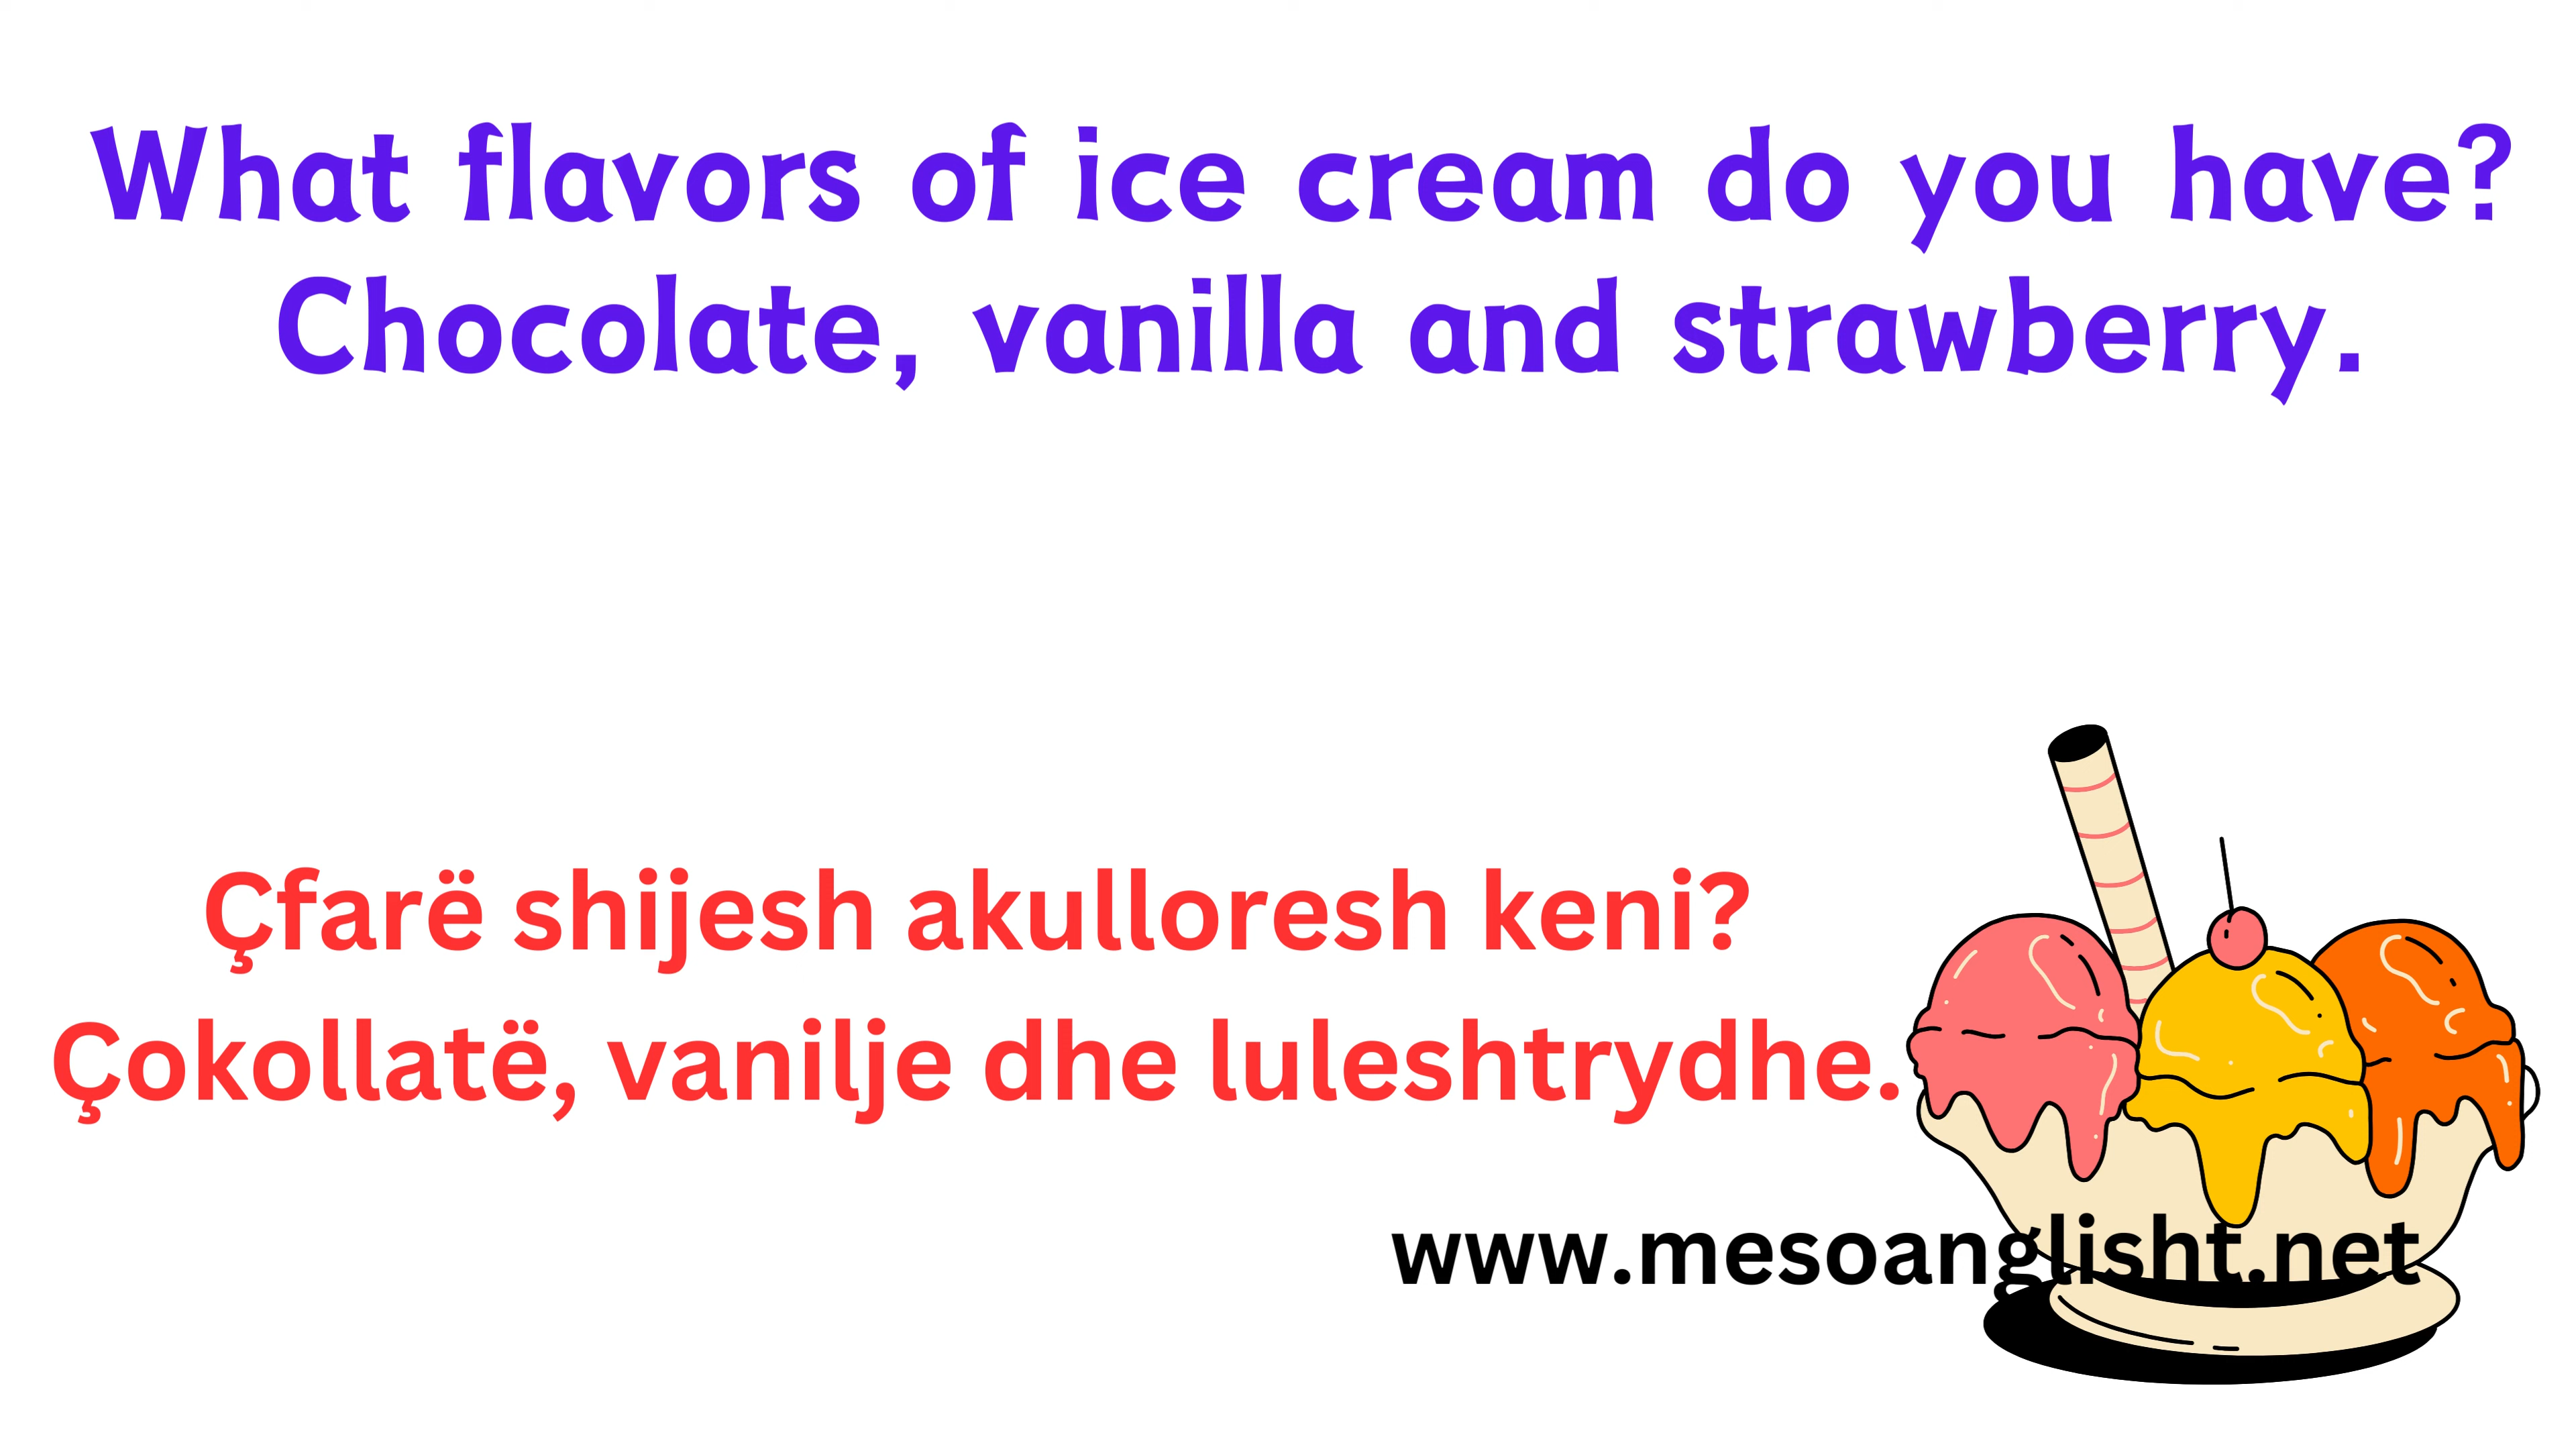 What flavors of ice cream do you have?
Chocolate, vanilla and strawberry.
Çfarë shijesh akulloresh keni?
Çokollatë, vanilje dhe luleshtrydhe.
www.mesoanglisht.net